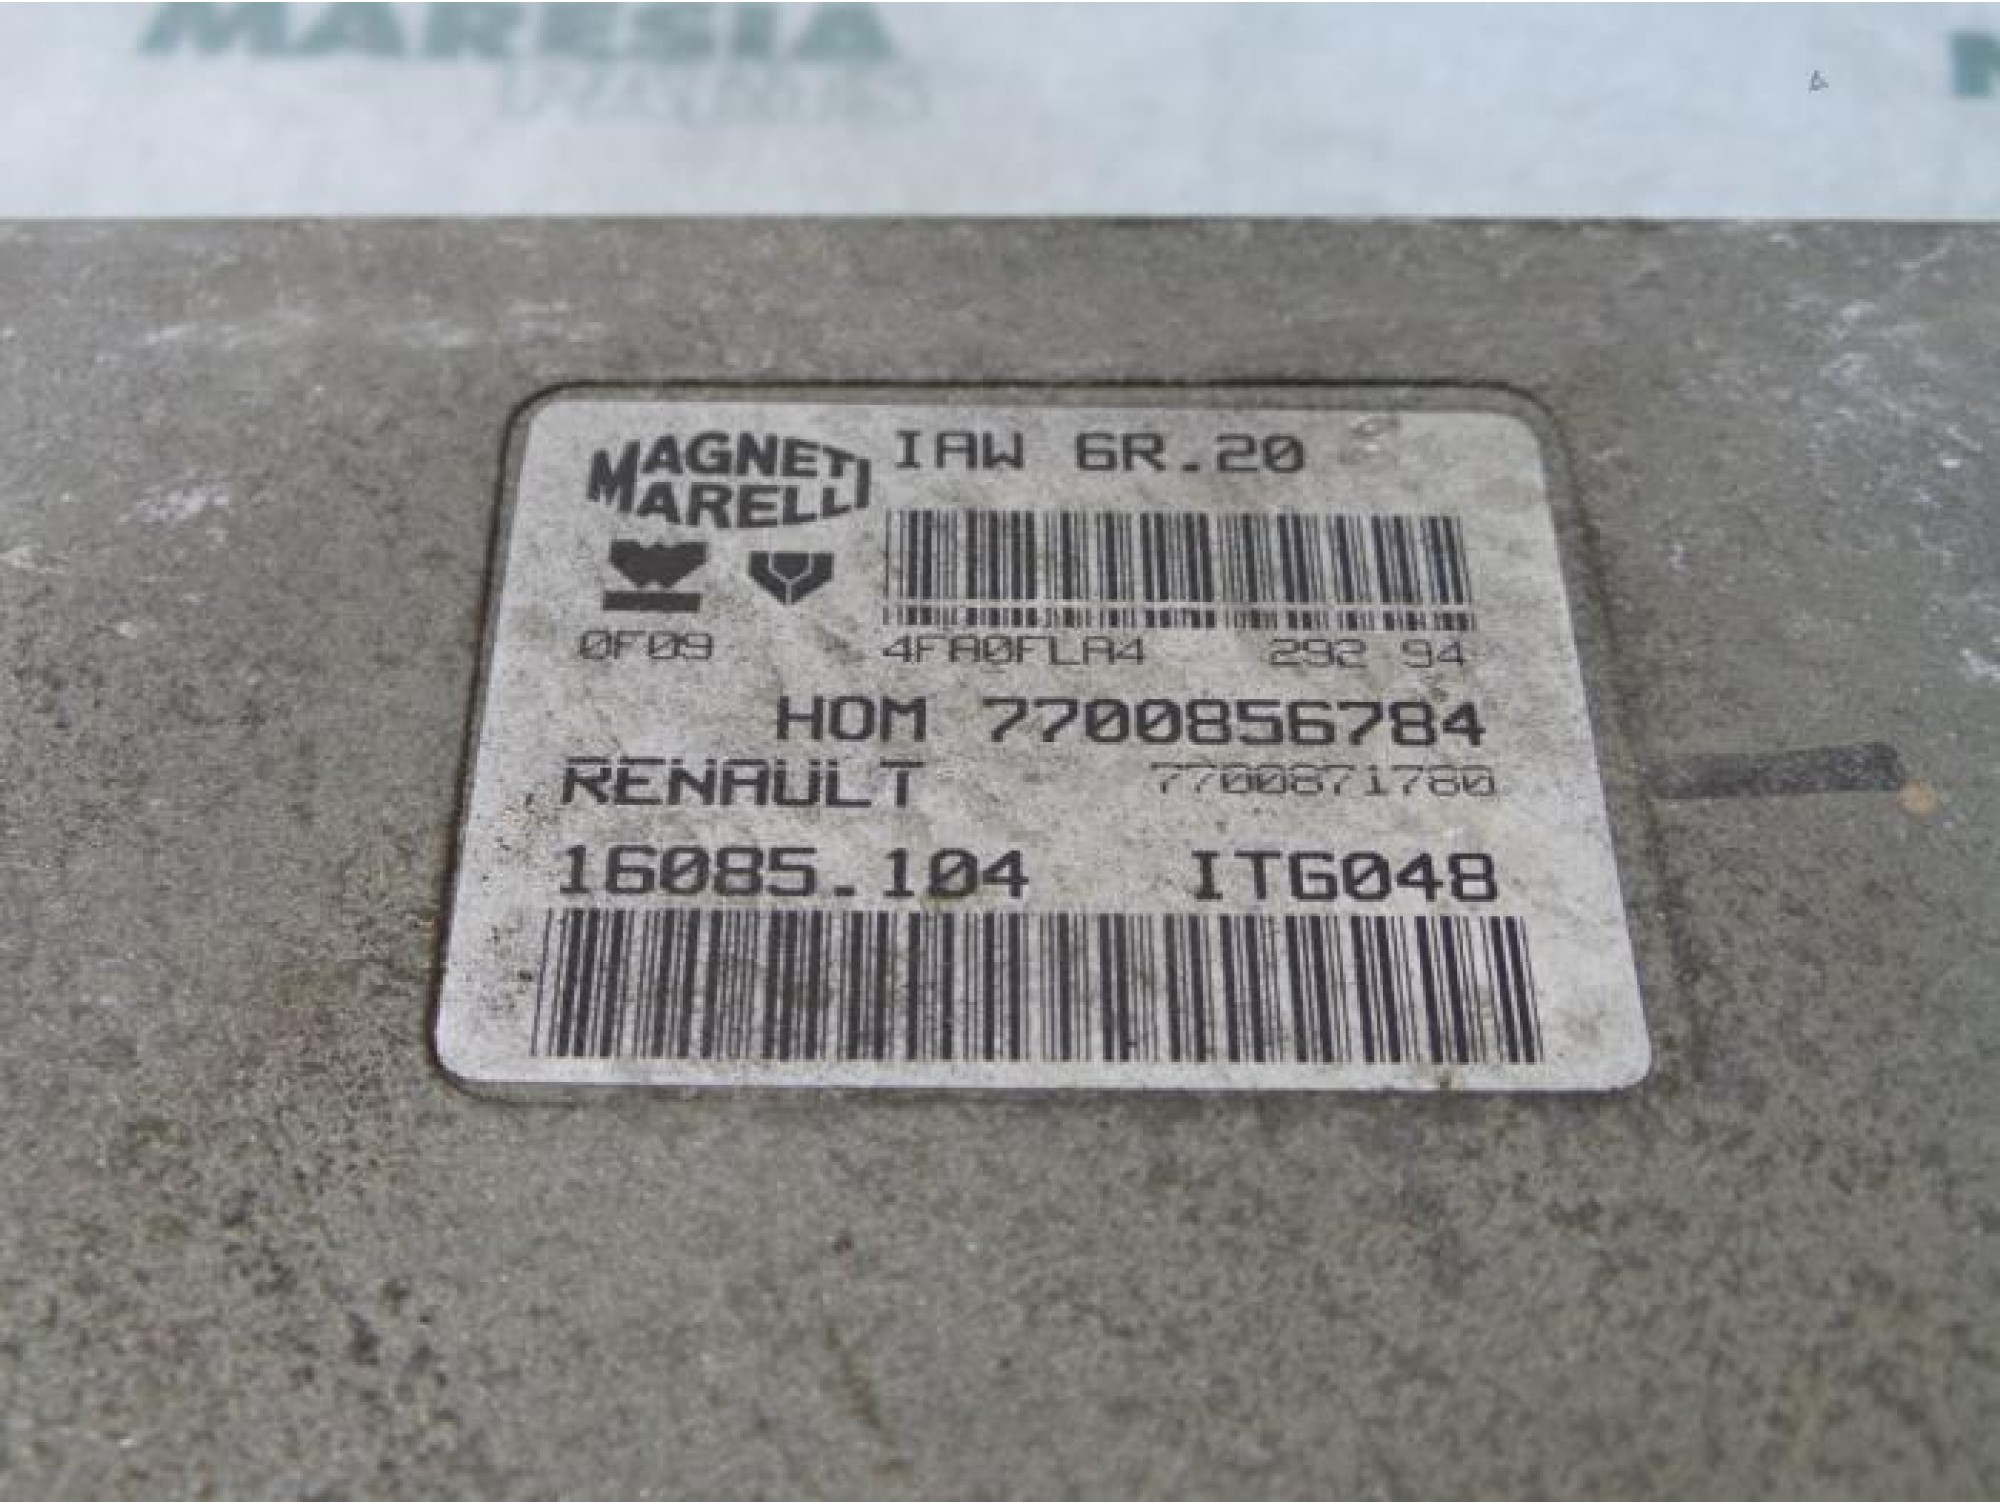 MARESIA
MAGNETI
MARELLI
IAW 6R.20
0F09
4FA0FLA4 292 94
HOM 7700856784
RENAULT 7700871780
16085.104 ITG048